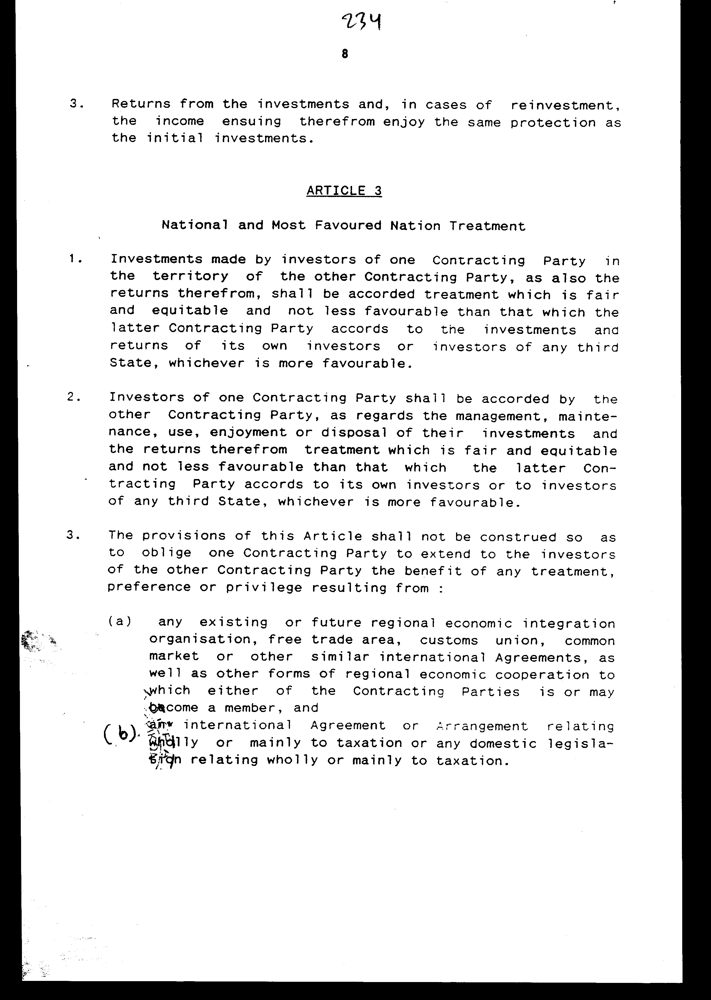 234
8
3. Returns from the investments and, in cases of reinvestment,
the income ensuing therefrom enjoy the same protection as
the initial investments.
ARTICLE 3
National and Most Favoured Nation Treatment
1. Investments made by investors of one Contracting Party in
the territory of the other Contracting Party, as also the
returns therefrom, shall be accorded treatment which is fair
and equitable and not less favourable than that which the
latter Contracting Party accords to the investments and
returns of its own investors or investors of any third
State, whichever is more favourable.
2. Investors of one Contracting Party shall be accorded by the
other Contracting Party, as regards the management, mainte-
nance, use, enjoyment or disposal of their investments and
the returns therefrom treatment which is fair and equitable
and not less favourable than that which the latter Con-
tracting Party accords to its own investors or to investors
of any third State, whichever is more favourable.
3. The provisions of this Article shall not be construed so as
to oblige one Contracting Party to extend to the investors
of the other Contracting Party the benefit of any treatment,
preference or privilege resulting from :
(a) any existing or future regional economic integration
organisation, free trade area, customs union, common
market or other similar international Agreements, as
well as other forms of regional economic cooperation to
which either of the Contracting Parties is or may
become a member, and
(b). any international Agreement or Arrangement relating
wholly or mainly to taxation or any domestic legisla-
tion relating wholly or mainly to taxation.